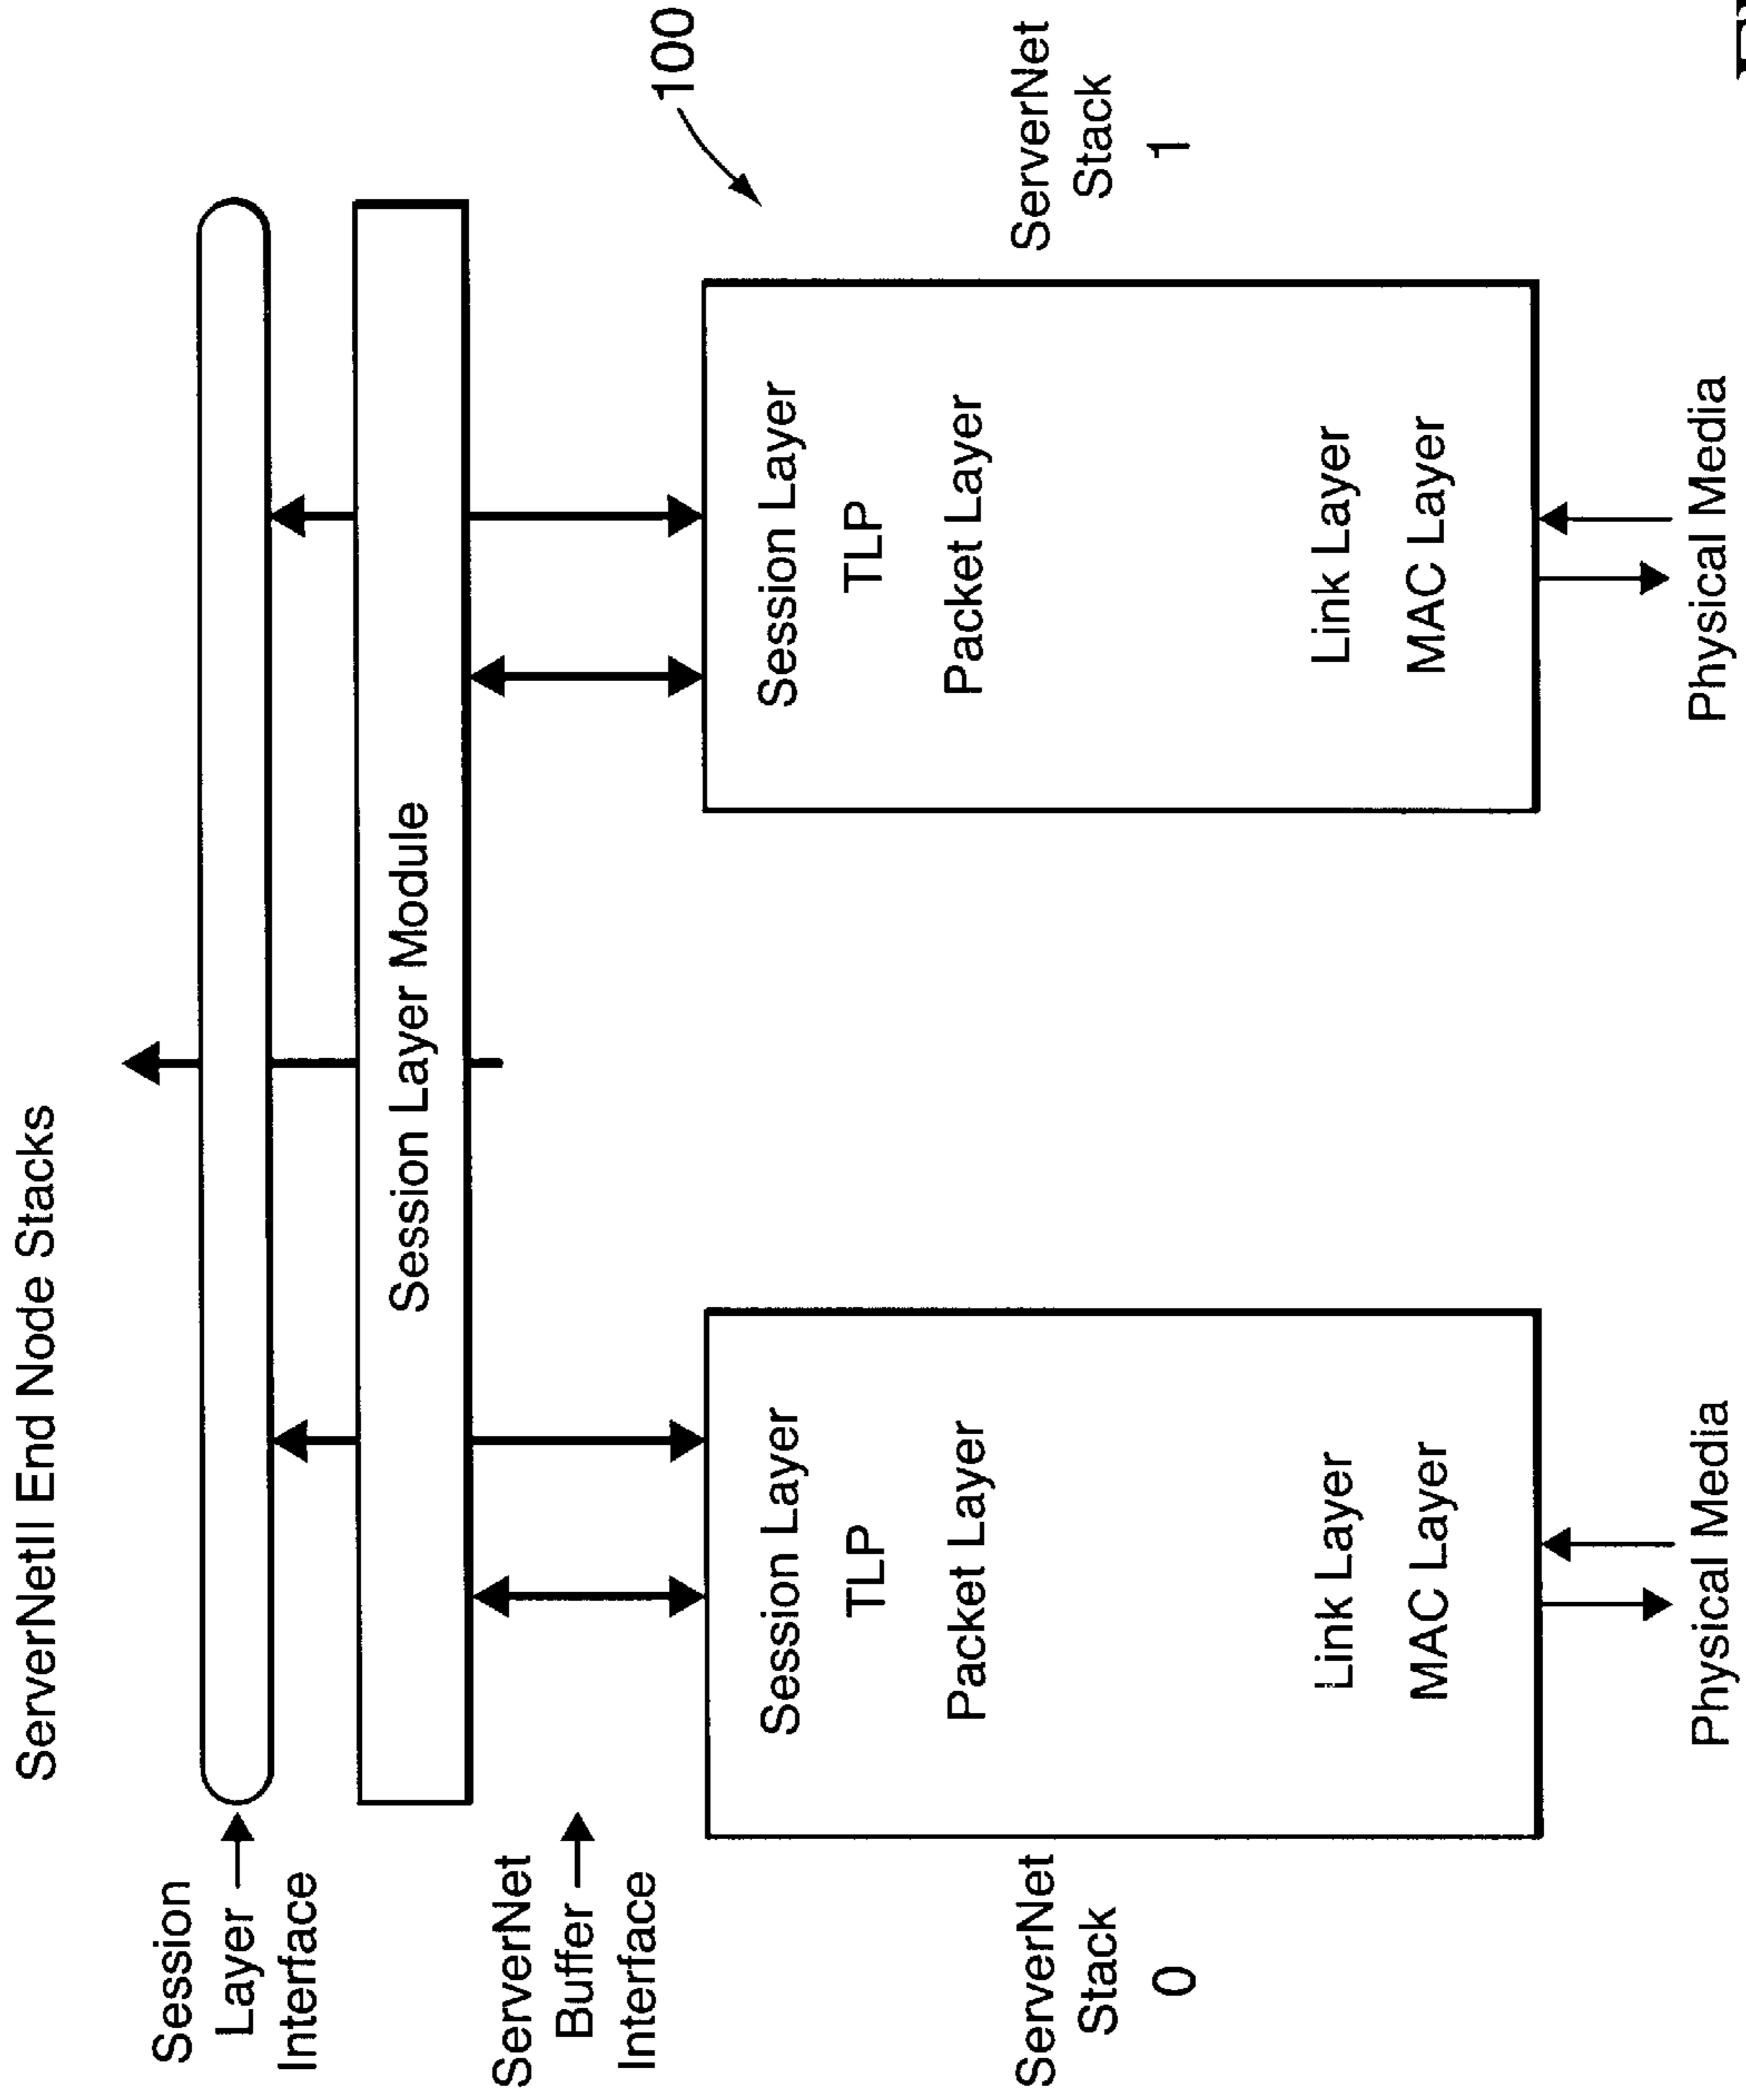 ServerNetII End Node Stacks
Session
Layer
Interface
Session Layer Module
ServerNet
Buffer
Interface
100
ServerNet
Stack
0
Session Layer
TLP
Packet Layer
Link Layer
MAC Layer
Physical Media
Session Layer
TLP
Packet Layer
Link Layer
MAC Layer
Physical Media
ServerNet
Stack
1